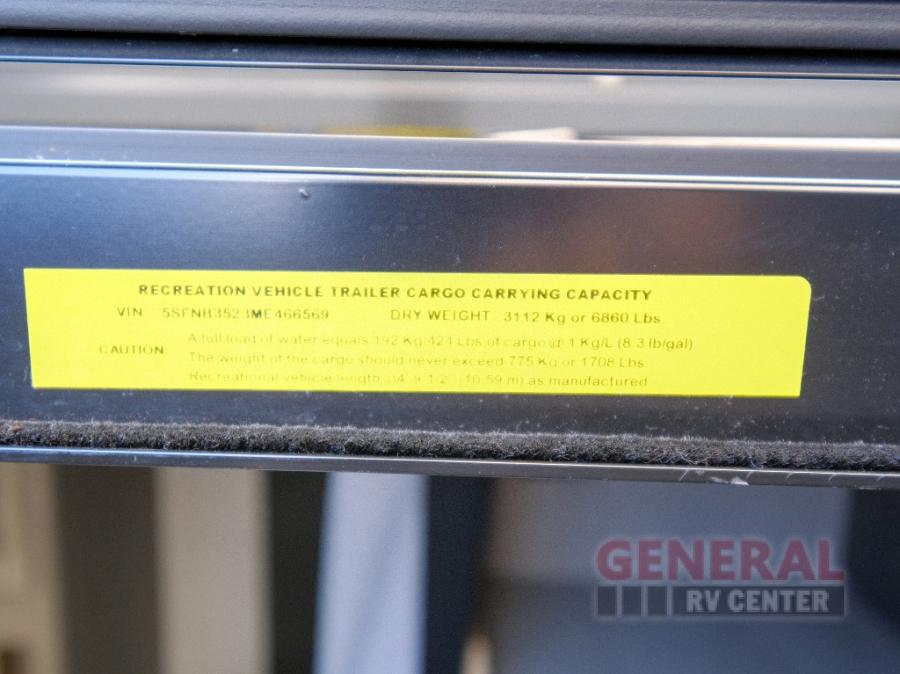 RECREATION VEHICLE TRAILER CARGO CARRYING CAPACITY
VIN 5SFNB3523ME466569 DRY WEIGHT 3112 Kg or 6860 Lbs.
CAUTION
A full load of water equals 192 Kg/424 Lbs of cargo @ 1 Kg/L (8.3 lb/gal)
The weight of the cargo should never exceed 775 Kg or 1708 Lbs.
Recreational vehicle length 34' 9 1/2" (10.59 m) as manufactured
GENERAL
RV CENTER